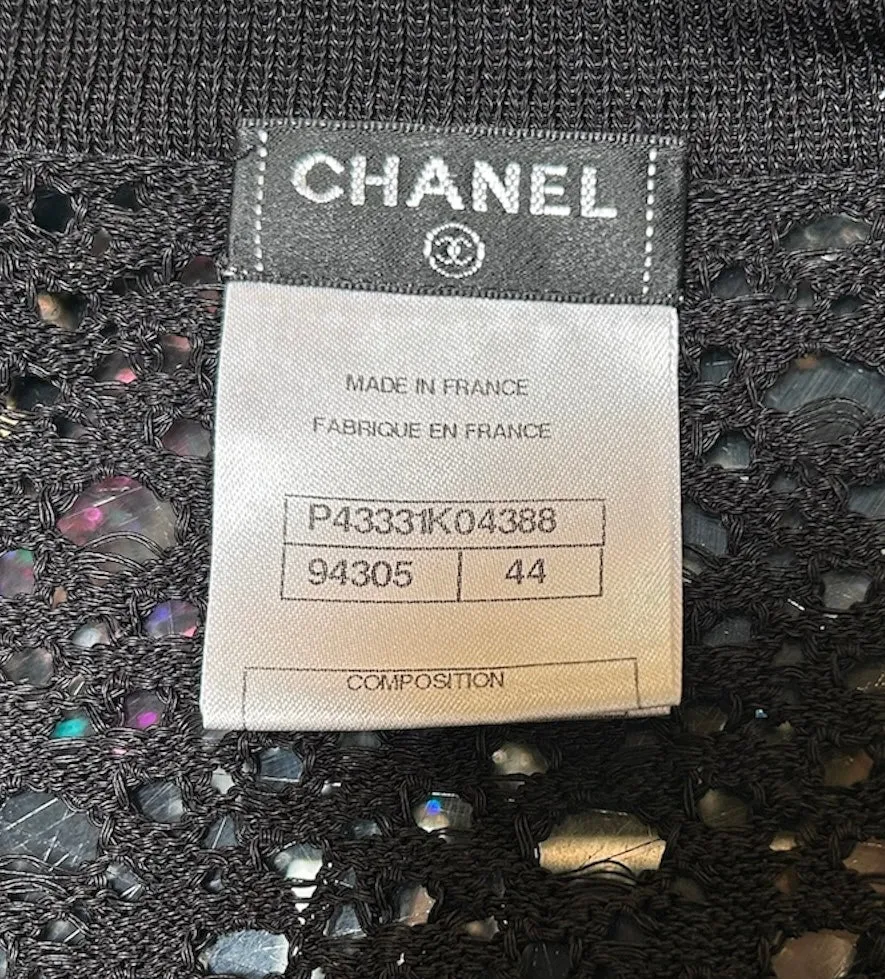 CHANEL
MADE IN FRANCE
FABRIQUE EN FRANCE
P43331K04388
94305 44
COMPOSITION